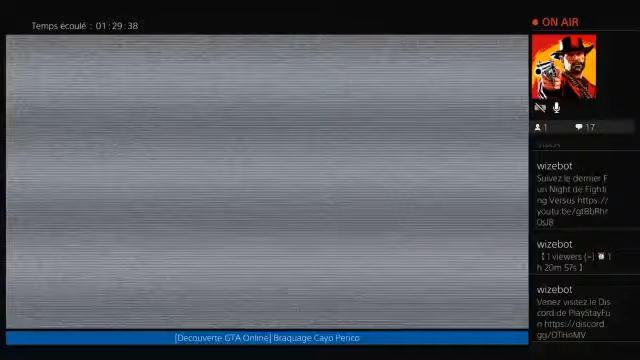 Temps écoulé : 01:29:38
ON AIR
1 17
wizebot
Suivez le dernier F
un Night de Fighti
ng Versus https://
youtu.be/gtBbRhr
0sJ8
wizebot
[ 1 viewers (~) 1
h 20m 57s ]
wizebot
Venez visitez le Dis
cord de PlayStayFu
n https://discord.
[Decouverte GTA Online] Braquage Cayo Perico